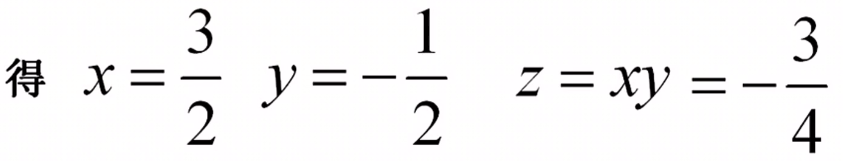 得 x = 3/2 y = -1/2 z = xy = -3/4